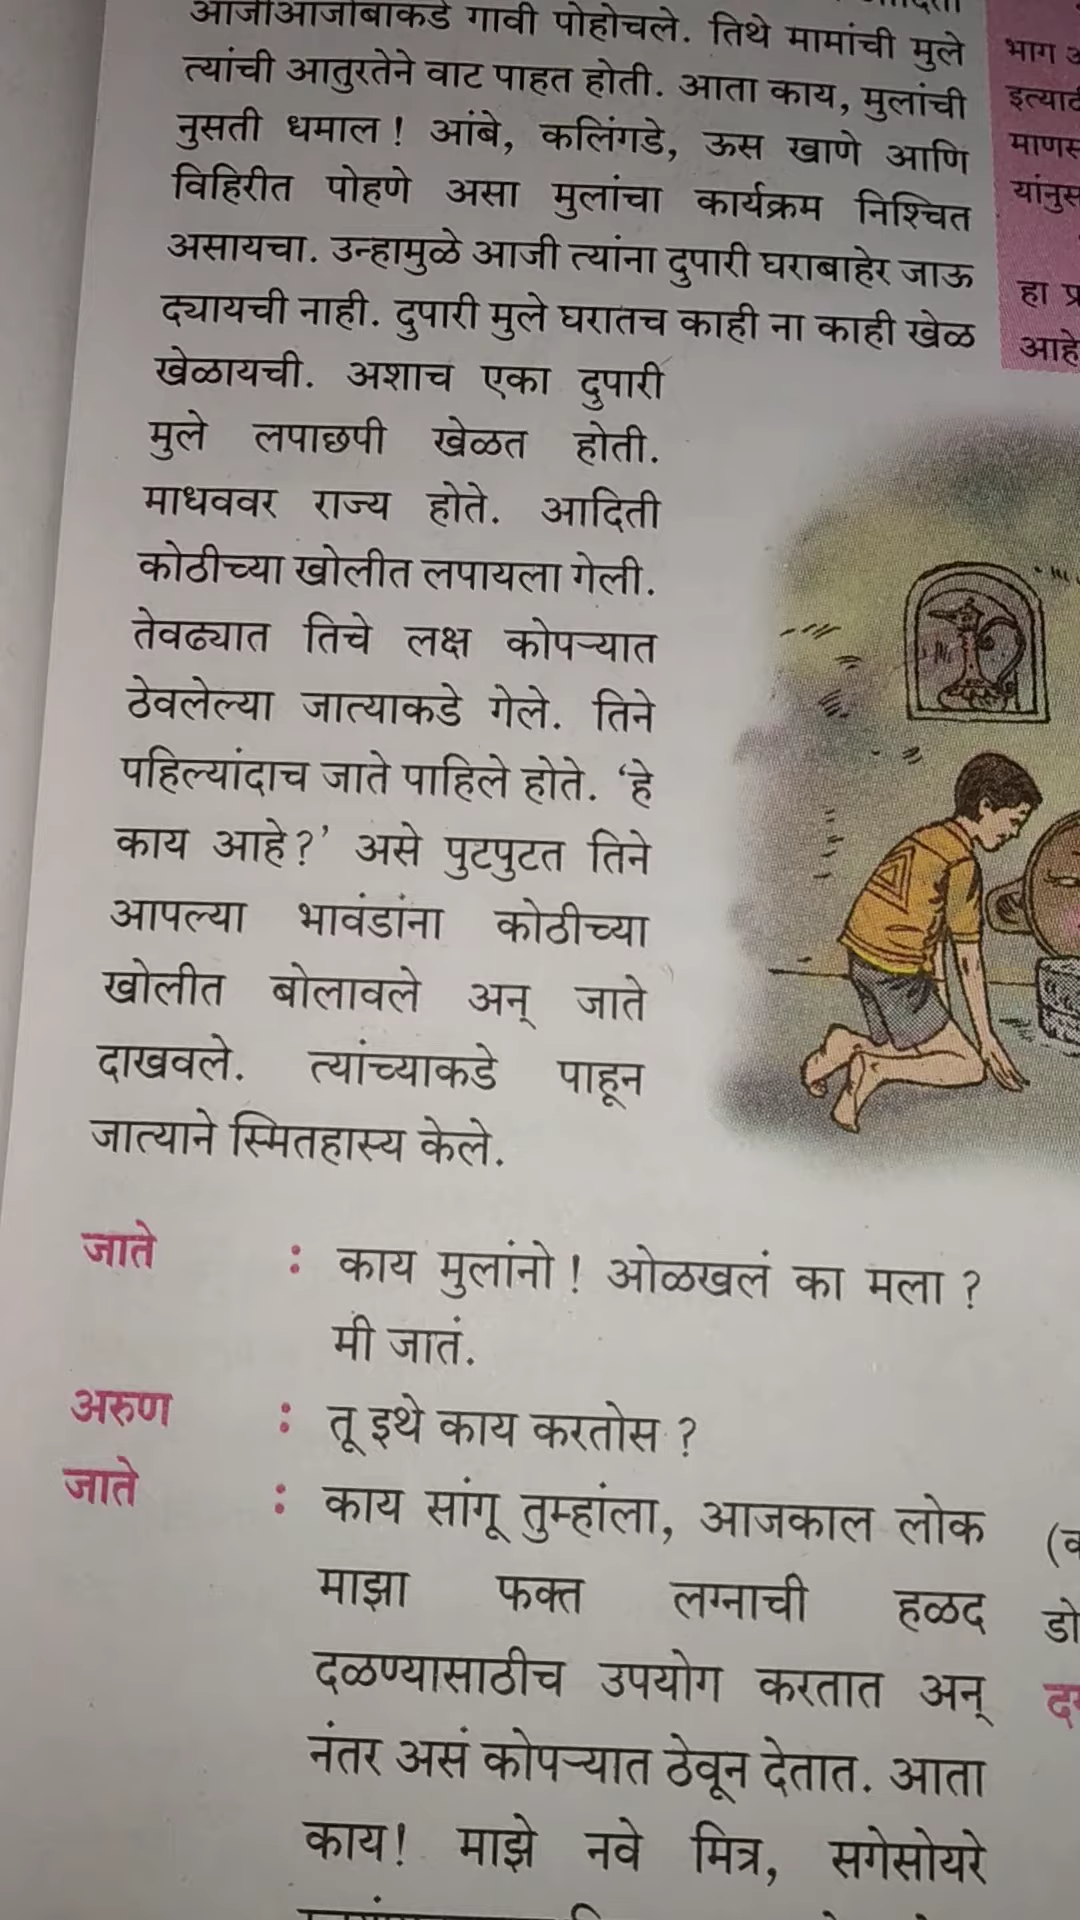 आजीआजोबांकडे गावी पोहोचले. तिथे मामांची मुले
त्यांची आतुरतेने वाट पाहत होती. आता काय, मुलांची
नुसती धमाल! आंबे, कलिंगडे, ऊस खाणे आणि
विहिरीत पोहणे असा मुलांचा कार्यक्रम निश्चित
असायचा. उन्हामुळे आजी त्यांना दुपारी घराबाहेर जाऊ
द्यायची नाही. दुपारी मुले घरातच काही ना काही खेळ
खेळायची. अशाच एका दुपारी
मुले लपाछपी खेळत होती.
माधववर राज्य होते. आदिती
कोठीच्या खोलीत लपायला गेली.
तेवढ्यात तिचे लक्ष कोपऱ्यात
ठेवलेल्या जात्याकडे गेले. तिने
पहिल्यांदाच जाते पाहिले होते. ‘हे
काय आहे?’ असे पुटपुटत तिने
आपल्या भावंडांना कोठीच्या
खोलीत बोलावले अन् जाते
दाखवले. त्यांच्याकडे पाहून
जात्याने स्मितहास्य केले.
जाते : काय मुलांनो! ओळखलं का मला?
मी जातं.
अरुण : तू इथे काय करतोस?
जाते : काय सांगू तुम्हांला, आजकाल लोक
माझा फक्त लग्नाची हळद
दळण्यासाठीच उपयोग करतात अन्
नंतर असं कोपऱ्यात ठेवून देतात. आता
काय! माझे नवे मित्र, सगेसोयरे
भाग
माणस
हा
आहे